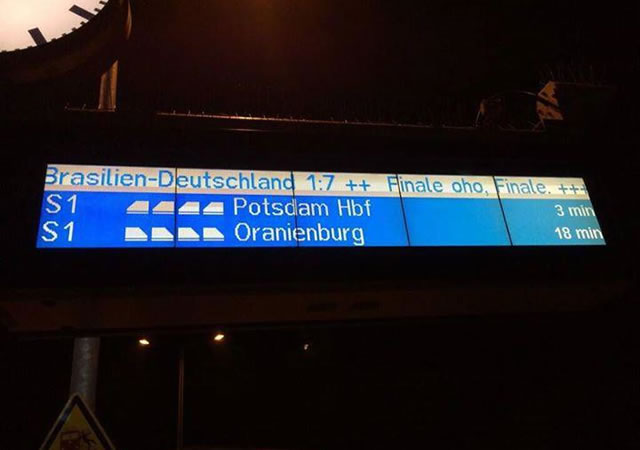 Brasilien-Deutschland 1:7 ++ Finale oho, Finale. +++
S1 Potsdam Hbf 3 min
S1 Oranienburg 18 min